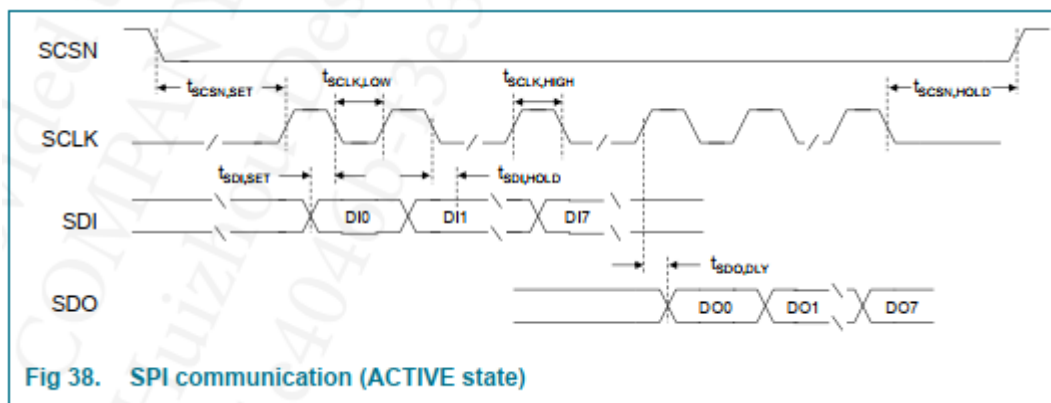 SCSN
tSCSN,SET
tSCLK,LOW
tSCLK,HIGH
tSCSN,HOLD
SCLK
tSDI,SET
tSDI,HOLD
SDI
DI0
DI1
DI7
tSDO,DLY
SDO
DO0
DO1
DO7
Fig 38. SPI communication (ACTIVE state)